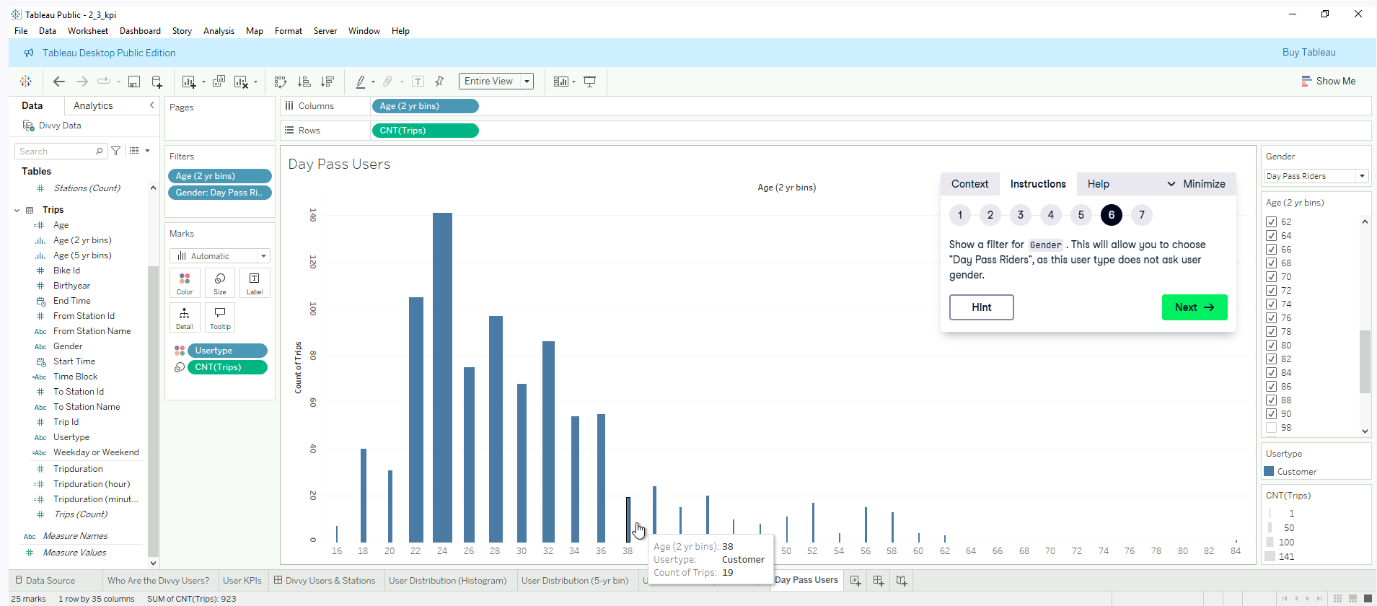 Tableau Public - 2_3_kpi
File Data Worksheet Dashboard Story Analysis Map Format Server Window Help
Tableau Desktop Public Edition
Buy Tableau
Entire View
Show Me
Data Analytics
Divvy Data
Search
Tables
Stations (Count)
Trips
Age
Age (2 yr bins)
Age (5 yr bins)
Bike Id
Birthyear
End Time
From Station Id
Abc From Station Name
Abc Gender
Start Time
=Abc Time Block
To Station Id
Abc To Station Name
Trip Id
Abc Usertype
=Abc Weekday or Weekend
Tripduration
Tripduration (hour)
Tripduration (minut...
Trips (Count)
Abc Measure Names
Measure Values
Pages
Filters
Age (2 yr bins)
Gender: Day Pass Ri..
Marks
Automatic
Color Size Label
Detail Tooltip
Usertype
CNT(Trips)
Columns Age (2 yr bins)
Rows CNT(Trips)
Day Pass Users
Age (2 yr bins)
Count of Trips
140
120
100
80
60
40
20
0
16 18 20 22 24 26 28 30 32 34 36 38 50 52 54 56 58 60 62 64 66 68 70 72 74 76 78 80 82 84
Age (2 yr bins): 38
Usertype: Customer
Count of Trips: 19
Context Instructions Help Minimize
1 2 3 4 5 6 7
Show a filter for Gender . This will allow you to choose
"Day Pass Riders", as this user type does not ask user
gender.
HInt
Next →
Gender
Day Pass Riders
Age (2 yr bins)
62
64
66
68
70
72
74
76
78
80
82
84
86
88
90
98
Usertype
Customer
CNT(Trips)
1
50
100
141
Data Source Who Are the Divvy Users? User KPIs Divvy Users & Stations User Distribution (Histogram) User Distribution (5-yr bin) Day Pass Users
25 marks 1 row by 35 columns SUM of CNT(Trips): 923